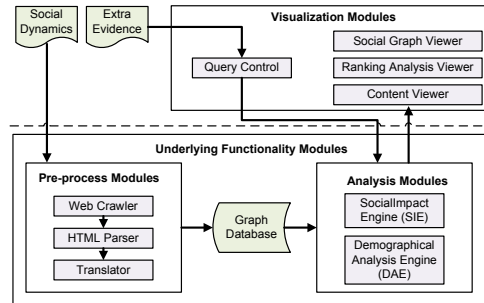 Social
Dynamics
Extra
Evidence
Visualization Modules
Query Control
Social Graph Viewer
Ranking Analysis Viewer
Content Viewer
Underlying Functionality Modules
Pre-process Modules
Web Crawler
HTML Parser
Translator
Graph
Database
Analysis Modules
SocialImpact
Engine (SIE)
Demographical
Analysis Engine
(DAE)